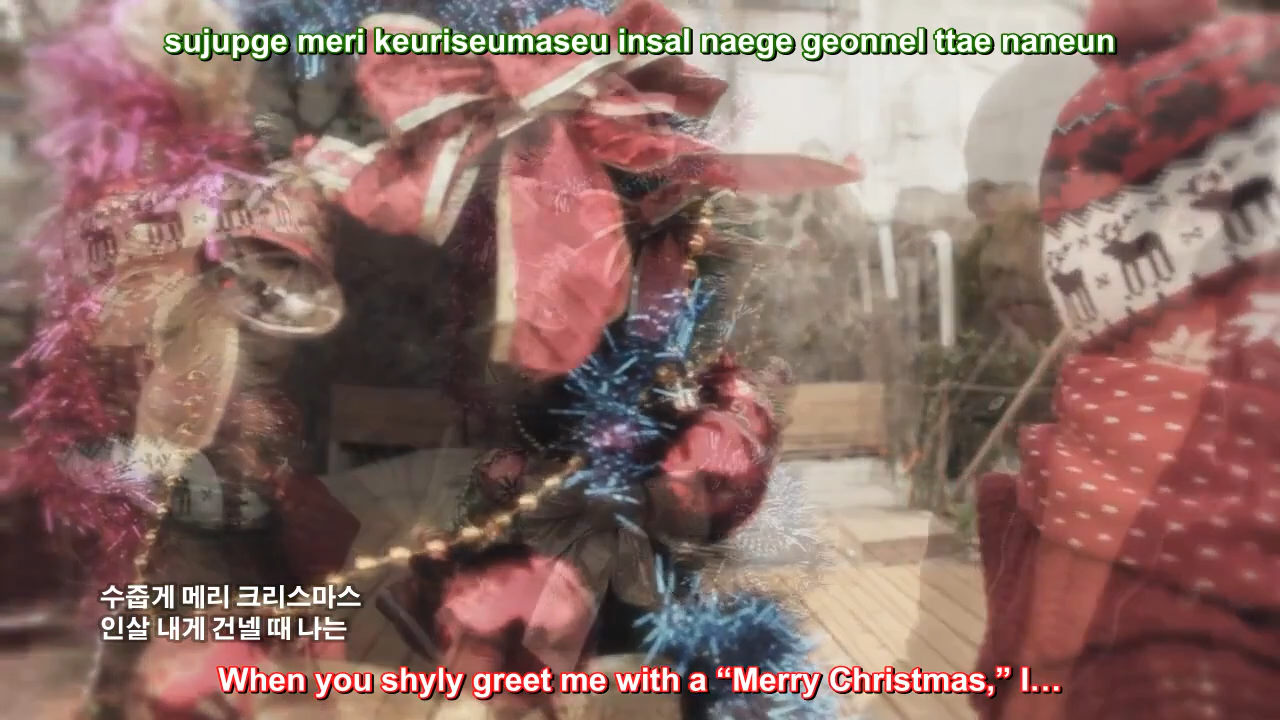 sujupge meri keuriseumaseu insal naege geonnel ttae naneun
수줍게 메리 크리스마스
인살 내게 건넬 때 나는
When you shyly greet me with a “Merry Christmas,” I…